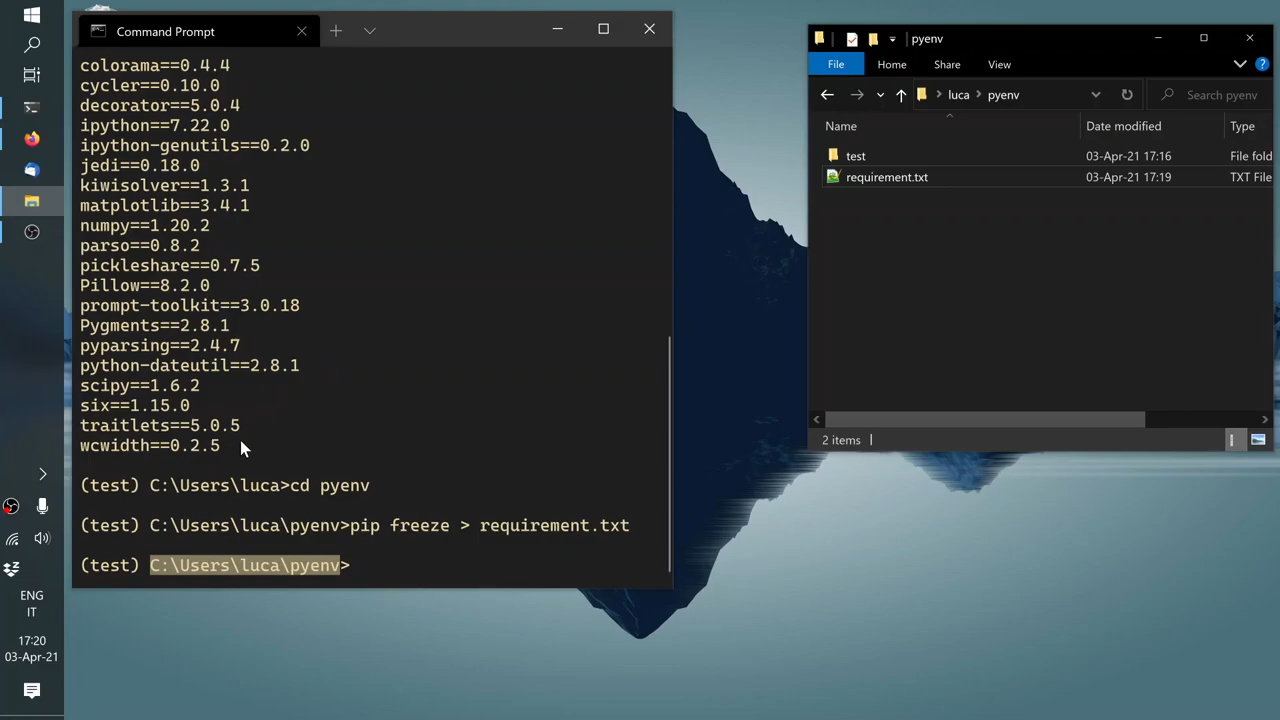 Command Prompt
colorama==0.4.4
cycler==0.10.0
decorator==5.0.4
ipython==7.22.0
ipython-genutils==0.2.0
jedi==0.18.0
kiwisolver==1.3.1
matplotlib==3.4.1
numpy==1.20.2
parso==0.8.2
pickleshare==0.7.5
Pillow==8.2.0
prompt-toolkit==3.0.18
Pygments==2.8.1
pyparsing==2.4.7
python-dateutil==2.8.1
scipy==1.6.2
six==1.15.0
traitlets==5.0.5
wcwidth==0.2.5
(test) C:\Users\luca>cd pyenv
(test) C:\Users\luca\pyenv>pip freeze > requirement.txt
(test) C:\Users\luca\pyenv>
pyenv
File Home Share View
luca pyenv Search pyenv
Name Date modified Type
test 03-Apr-21 17:16 File fold
requirement.txt 03-Apr-21 17:19 TXT File
2 items
ENG
IT
17:20
03-Apr-21